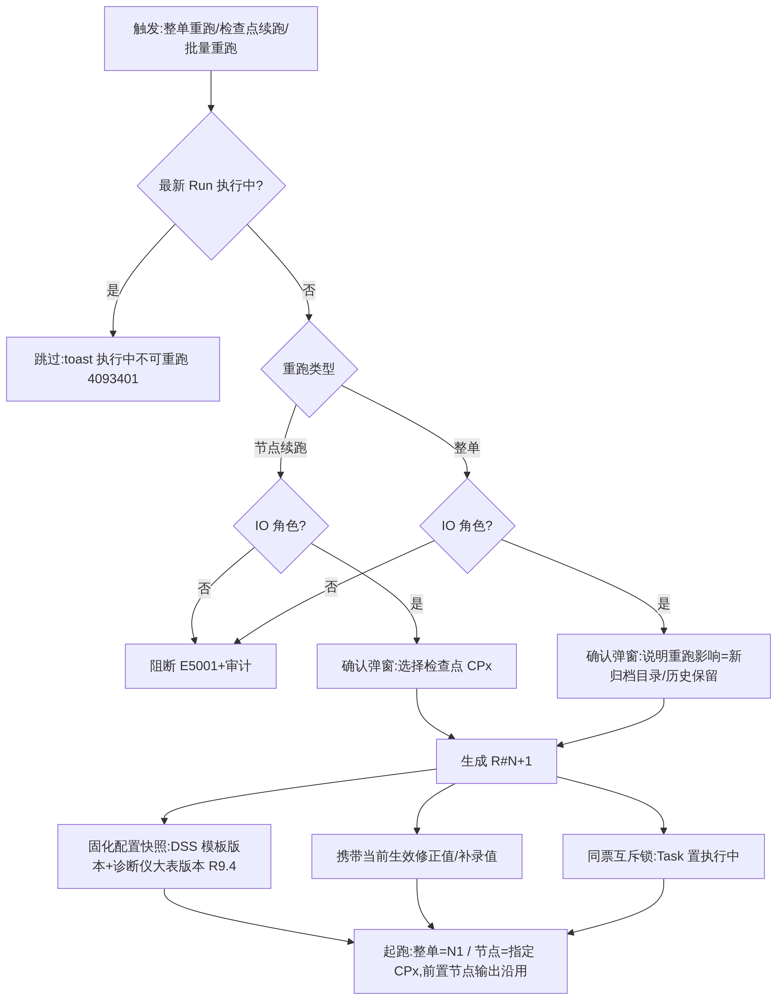 触发:整单重跑/检查点续跑/
批量重跑
最新 Run 执行中?
是
否
跳过:toast 执行中不可重跑
4093401
重跑类型
节点续跑
整单
IO 角色?
IO 角色?
否
否
是
是
阻断 E5001+审计
确认弹窗:选择检查点 CPx
确认弹窗:说明重跑影响=新
归档目录/历史保留
生成 R#N+1
固化配置快照:DSS 模板版
本+诊断仪大表版本 R9.4
携带当前生效修正值/补录值
同票互斥锁:Task 置执行中
起跑:整单=N1 / 节点=指定
CPx,前置节点输出沿用